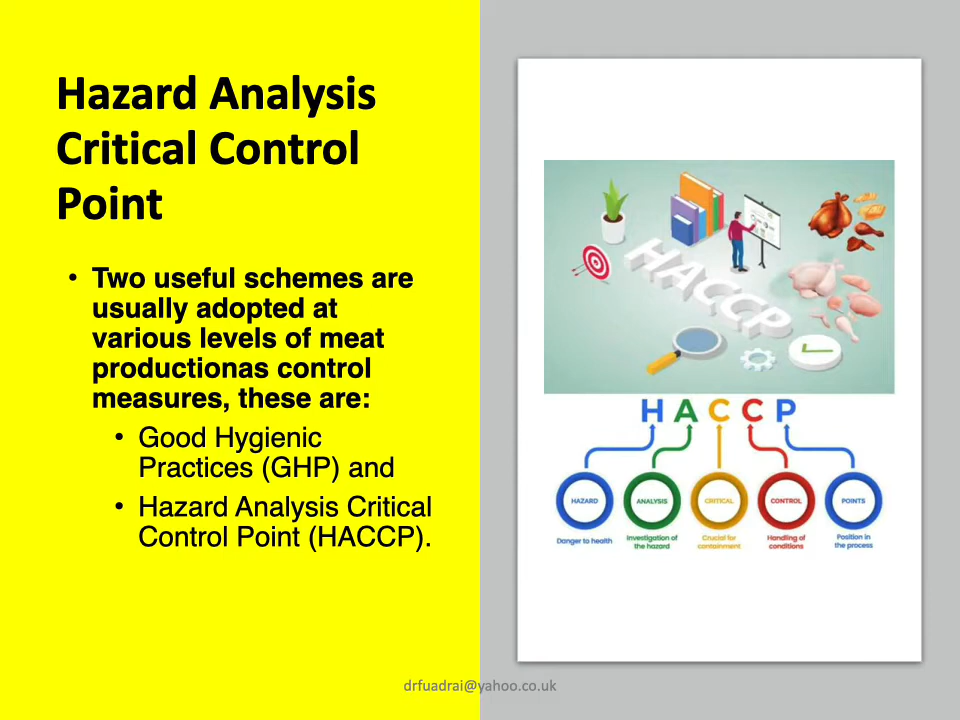 Hazard Analysis
Critical Control
Point
• Two useful schemes are
usually adopted at
various levels of meat
productionas control
measures, these are:
• Good Hygienic
Practices (GHP) and
• Hazard Analysis Critical
Control Point (HACCP).
HACCP
H A C C P
HAZARD
ANALYSIS
CRITICAL
CONTROL
POINTS
Danger to health
Investigation of
the hazard
Crucial for
containment
Handling of
conditions
Position in
the process
drfuadrai@yahoo.co.uk